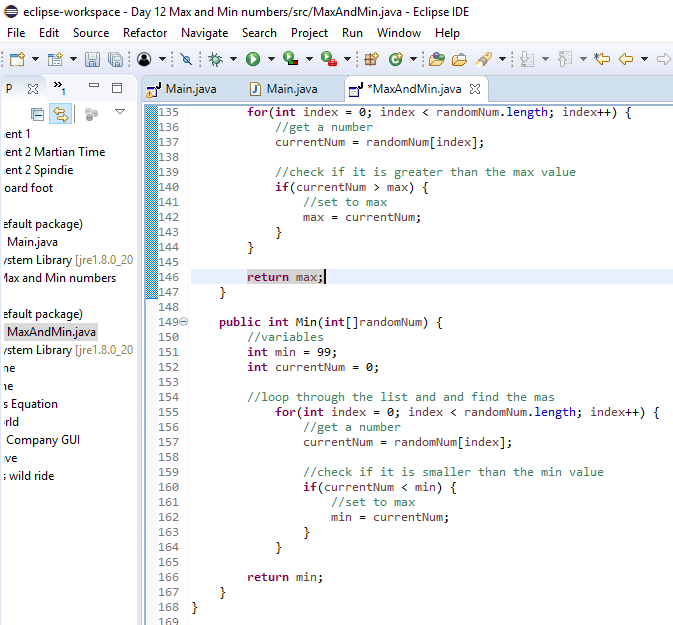 eclipse-workspace - Day 12 Max and Min numbers/src/MaxAndMin.java - Eclipse IDE
File Edit Source Refactor Navigate Search Project Run Window Help
P »1
Main.java Main.java *MaxAndMin.java
ent 1
ent 2 Martian Time
ent 2 Spindie
oard foot
efault package)
Main.java
ystem Library [jre1.8.0_20
Max and Min numbers
efault package)
MaxAndMin.java
ystem Library [jre1.8.0_20
ne
ne
s Equation
rld
Company GUI
ave
s wild ride
135 for(int index = 0; index < randomNum.length; index++) {
136 //get a number
137 currentNum = randomNum[index];
138
139 //check if it is greater than the max value
140 if(currentNum > max) {
141 //set to max
142 max = currentNum;
143 }
144 }
145
146 return max;
147 }
148
149 public int Min(int[]randomNum) {
150 //variables
151 int min = 99;
152 int currentNum = 0;
153
154 //loop through the list and and find the mas
155 for(int index = 0; index < randomNum.length; index++) {
156 //get a number
157 currentNum = randomNum[index];
158
159 //check if it is smaller than the min value
160 if(currentNum < min) {
161 //set to max
162 min = currentNum;
163 }
164 }
165
166 return min;
167 }
168 }
169